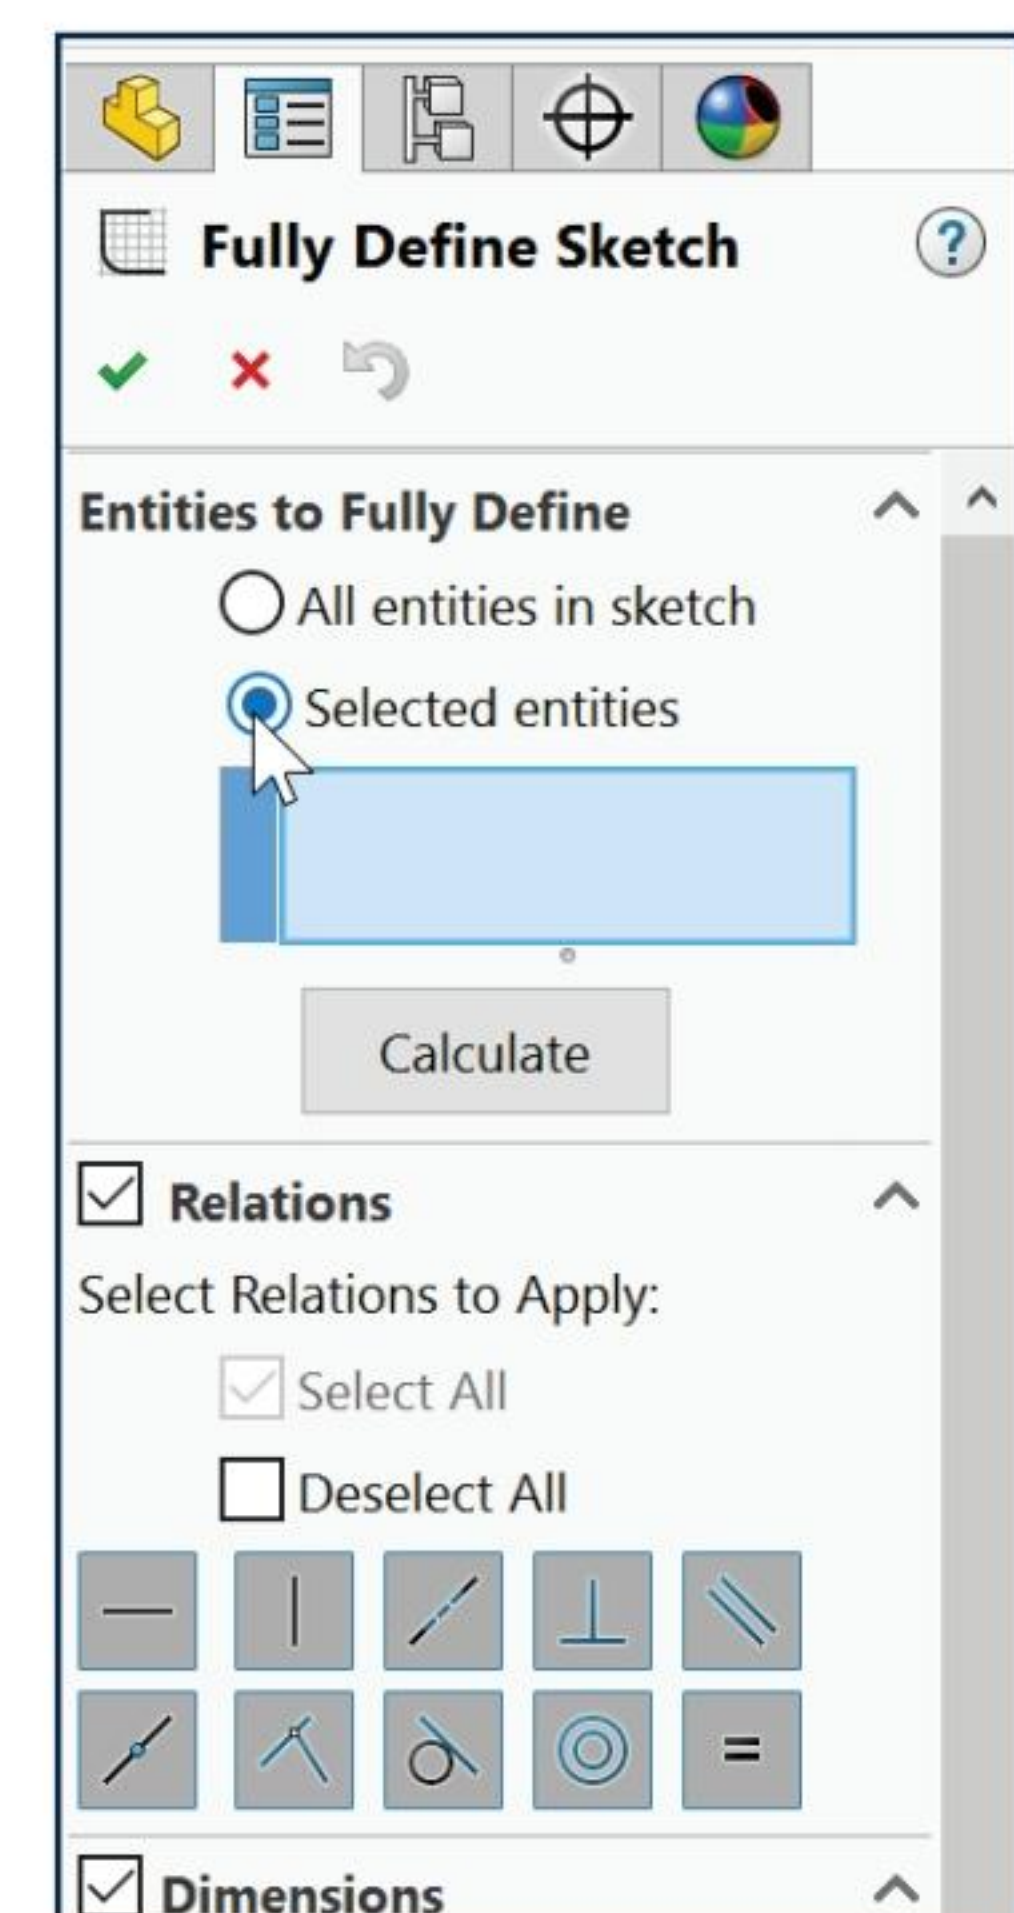 Fully Define Sketch
?
Entities to Fully Define
All entities in sketch
Selected entities
Calculate
Relations
Select Relations to Apply:
Select All
Deselect All
=
Dimensions